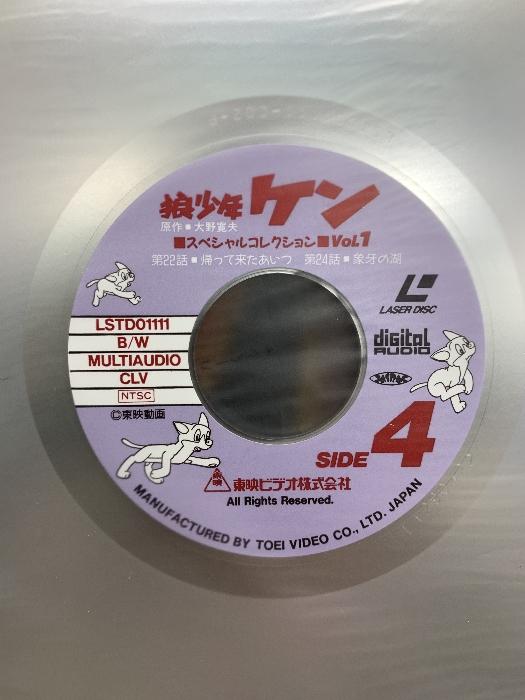 狼少年ケン
原作■大野寛夫
■スペシャルコレクション■VOL.1
第22話■帰って来たあいつ 第24話■象牙の湖
LASER DISC
LSTD01111
B/W
MULTIAUDIO
CLV
NTSC
digital AUDIO
©東映動画
SIDE 4
東映ビデオ株式会社
All Rights Reserved.
MANUFACTURED BY TOEI VIDEO CO., LTD. JAPAN